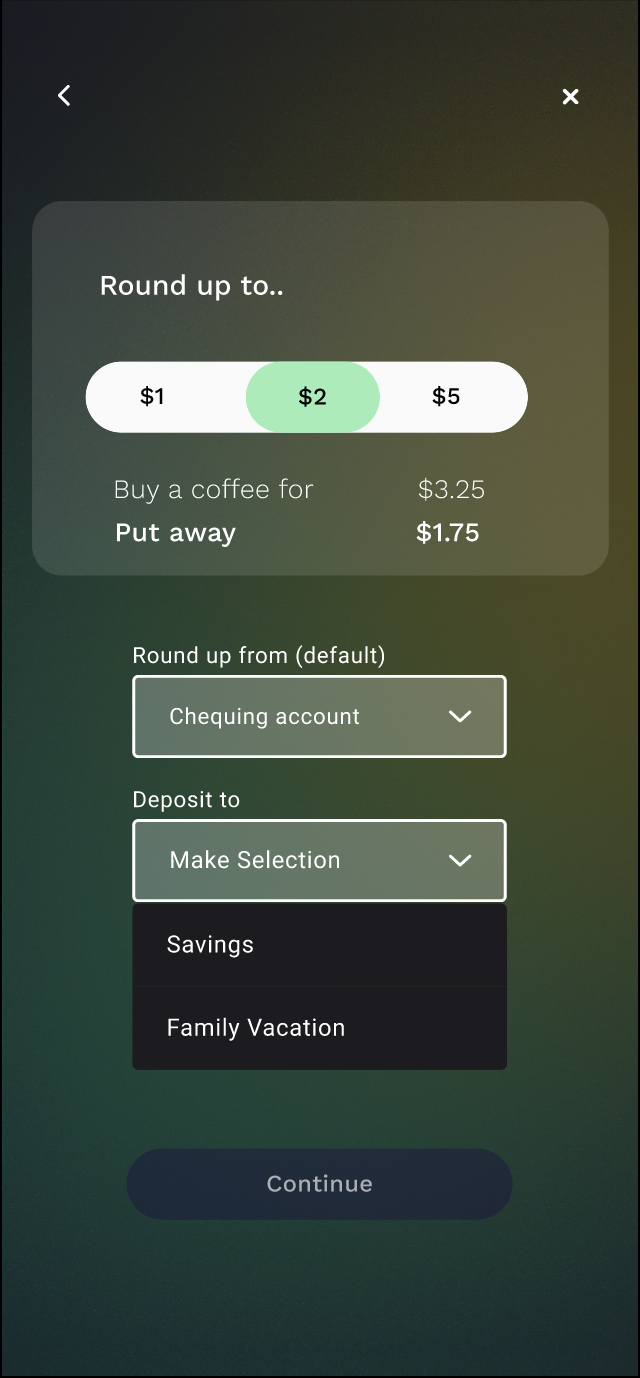 Round up to..
$1 $2 $5
Buy a coffee for $3.25
Put away $1.75
Round up from (default)
Chequing account
Deposit to
Make Selection
Savings
Family Vacation
Continue